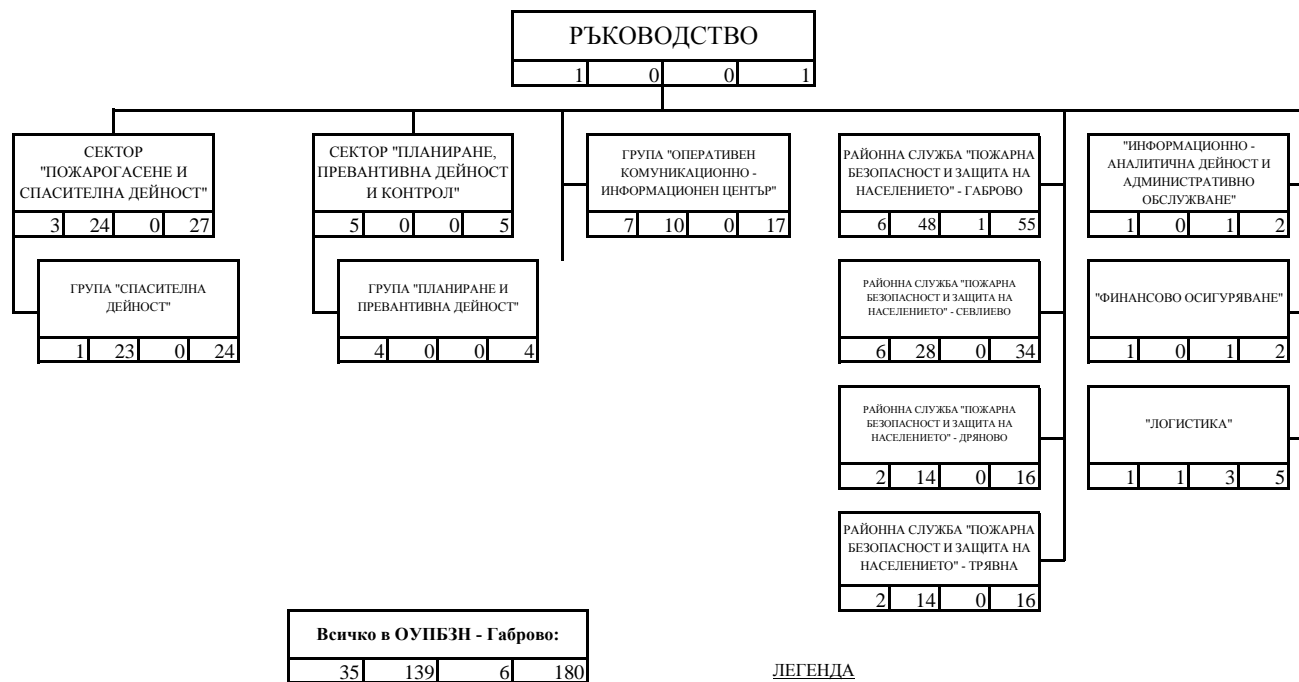 РЪКОВОДСТВО
1 0 0 1
СЕКТОР
"ПОЖАРОГАСЕНЕ И
СПАСИТЕЛНА ДЕЙНОСТ"
3 24 0 27
ГРУПА "СПАСИТЕЛНА
ДЕЙНОСТ"
1 23 0 24
СЕКТОР "ПЛАНИРАНЕ,
ПРЕВАНТИВНА ДЕЙНОСТ
И КОНТРОЛ"
5 0 0 5
ГРУПА "ПЛАНИРАНЕ И
ПРЕВАНТИВНА ДЕЙНОСТ"
4 0 0 4
ГРУПА "ОПЕРАТИВЕН
КОМУНИКАЦИОННО -
ИНФОРМАЦИОНЕН ЦЕНТЪР"
7 10 0 17
РАЙОННА СЛУЖБА "ПОЖАРНА
БЕЗОПАСНОСТ И ЗАЩИТА НА
НАСЕЛЕНИЕТО" - ГАБРОВО
6 48 1 55
РАЙОННА СЛУЖБА "ПОЖАРНА
БЕЗОПАСНОСТ И ЗАЩИТА НА
НАСЕЛЕНИЕТО" - СЕВЛИЕВО
6 28 0 34
РАЙОННА СЛУЖБА "ПОЖАРНА
БЕЗОПАСНОСТ И ЗАЩИТА НА
НАСЕЛЕНИЕТО" - ДРЯНОВО
2 14 0 16
РАЙОННА СЛУЖБА "ПОЖАРНА
БЕЗОПАСНОСТ И ЗАЩИТА НА
НАСЕЛЕНИЕТО" - ТРЯВНА
2 14 0 16
"ИНФОРМАЦИОННО -
АНАЛИТИЧНА ДЕЙНОСТ И
АДМИНИСТРАТИВНО
ОБСЛУЖВАНЕ"
1 0 1 2
"ФИНАНСОВО ОСИГУРЯВАНЕ"
1 0 1 2
"ЛОГИСТИКА"
1 1 3 5
Всичко в ОУПБЗН - Габрово:
35 139 6 180
ЛЕГЕНДА